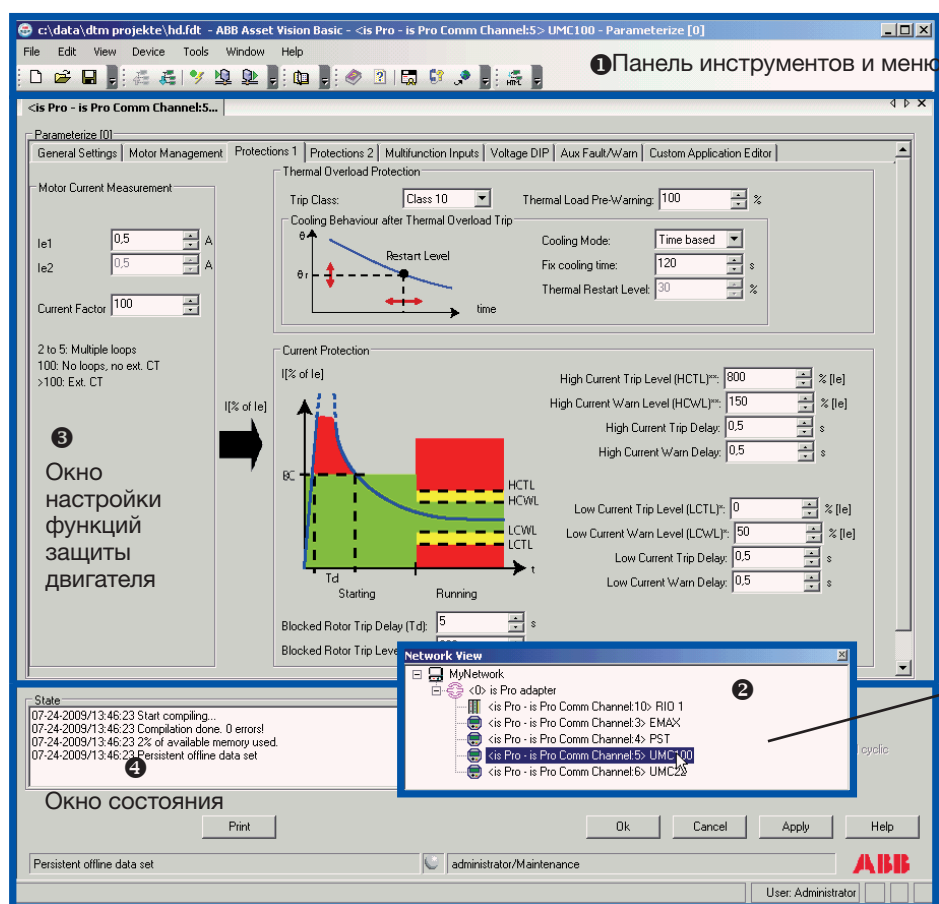 c:\data\dtm projekte\hd.fdt - ABB Asset Vision Basic - <is Pro - is Pro Comm Channel:5> UMC100 - Parameterize [0]
File Edit View Device Tools Window Help
❶Панель инструментов и меню
<is Pro - is Pro Comm Channel:5...
Parameterize [0]
General Settings Motor Management Protections 1 Protections 2 Multifunction Inputs Voltage DIP Aux Fault/Warn Custom Application Editor
Motor Current Measurement
Ie1 0,5 A
Ie2 0,5 A
Current Factor 100
2 to 5: Multiple loops
100: No loops, no ext. CT
>100: Ext. CT
❸
Окно
настройки
функций
защиты
двигателя
I[% of Ie]
Thermal Overload Protection
Trip Class: Class 10 Thermal Load Pre-Warning: 100 %
Cooling Behaviour after Thermal Overload Trip
θ
Restart Level
θr
time
Cooling Mode: Time based
Fix cooling time: 120 s
Thermal Restart Level: 30 %
Current Protection
I[% of Ie]
BC
HCTL
HCWL
LCWL
LCTL
t
Td
Starting Running
High Current Trip Level (HCTL)**: 800 % [Ie]
High Current Warn Level (HCWL)**: 150 % [Ie]
High Current Trip Delay: 0,5 s
High Current Warn Delay: 0,5 s
Low Current Trip Level (LCTL)*: 0 % [Ie]
Low Current Warn Level (LCWL)*: 50 % [Ie]
Low Current Trip Delay: 0,5 s
Low Current Warn Delay: 0,5 s
Blocked Rotor Trip Delay (Td): 5 s
Blocked Rotor Trip Leve
Network View
MyNetwork
<0> is Pro adapter
<is Pro - is Pro Comm Channel:10> RIO 1
<is Pro - is Pro Comm Channel:3> EMAX
<is Pro - is Pro Comm Channel:4> PST
<is Pro - is Pro Comm Channel:5> UMC100
<is Pro - is Pro Comm Channel:6> UMC22
❷
State
07-24-2009/13:46:23 Start compiling...
07-24-2009/13:46:23 Compilation done. 0 errors!
07-24-2009/13:46:23 2% of available memory used.
07-24-2009/13:46:23 Persistent offline data set
❹
Окно состояния
cyclic
Print Ok Cancel Apply Help
Persistent offline data set administrator/Maintenance ABB
User: Administrator